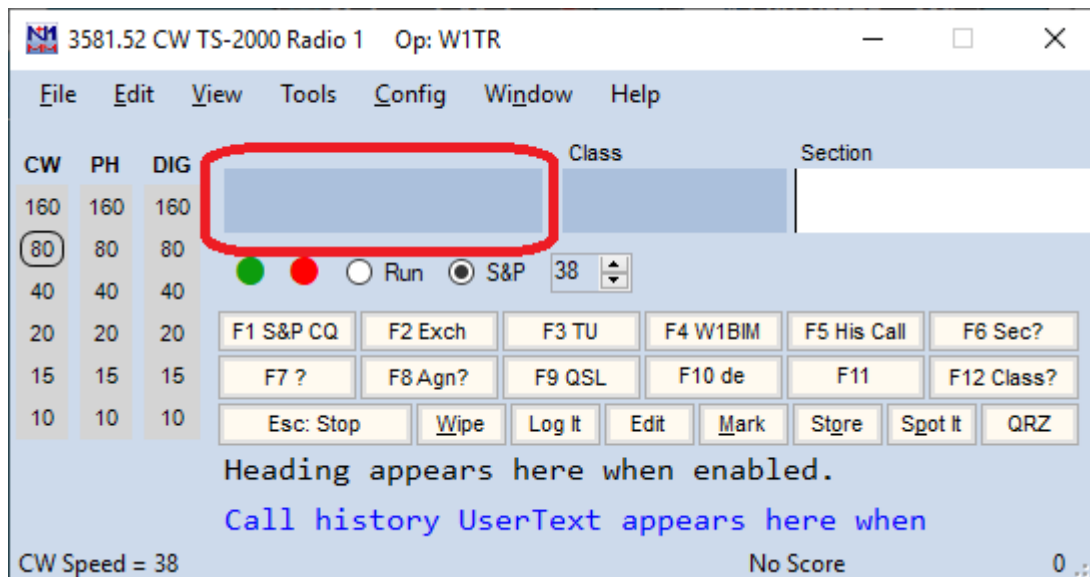 3581.52 CW TS-2000 Radio 1 Op: W1TR
File Edit View Tools Config Window Help
CW PH DIG Class Section
160 160 160
80 80 80
40 40 40
20 20 20
15 15 15
10 10 10
Run S&P 38
F1 S&P CQ F2 Exch F3 TU F4 W1BIM F5 His Call F6 Sec?
F7 ? F8 Agn? F9 QSL F10 de F11 F12 Class?
Esc: Stop Wipe Log It Edit Mark Store Spot It QRZ
Heading appears here when enabled.
Call history UserText appears here when
CW Speed = 38 No Score 0